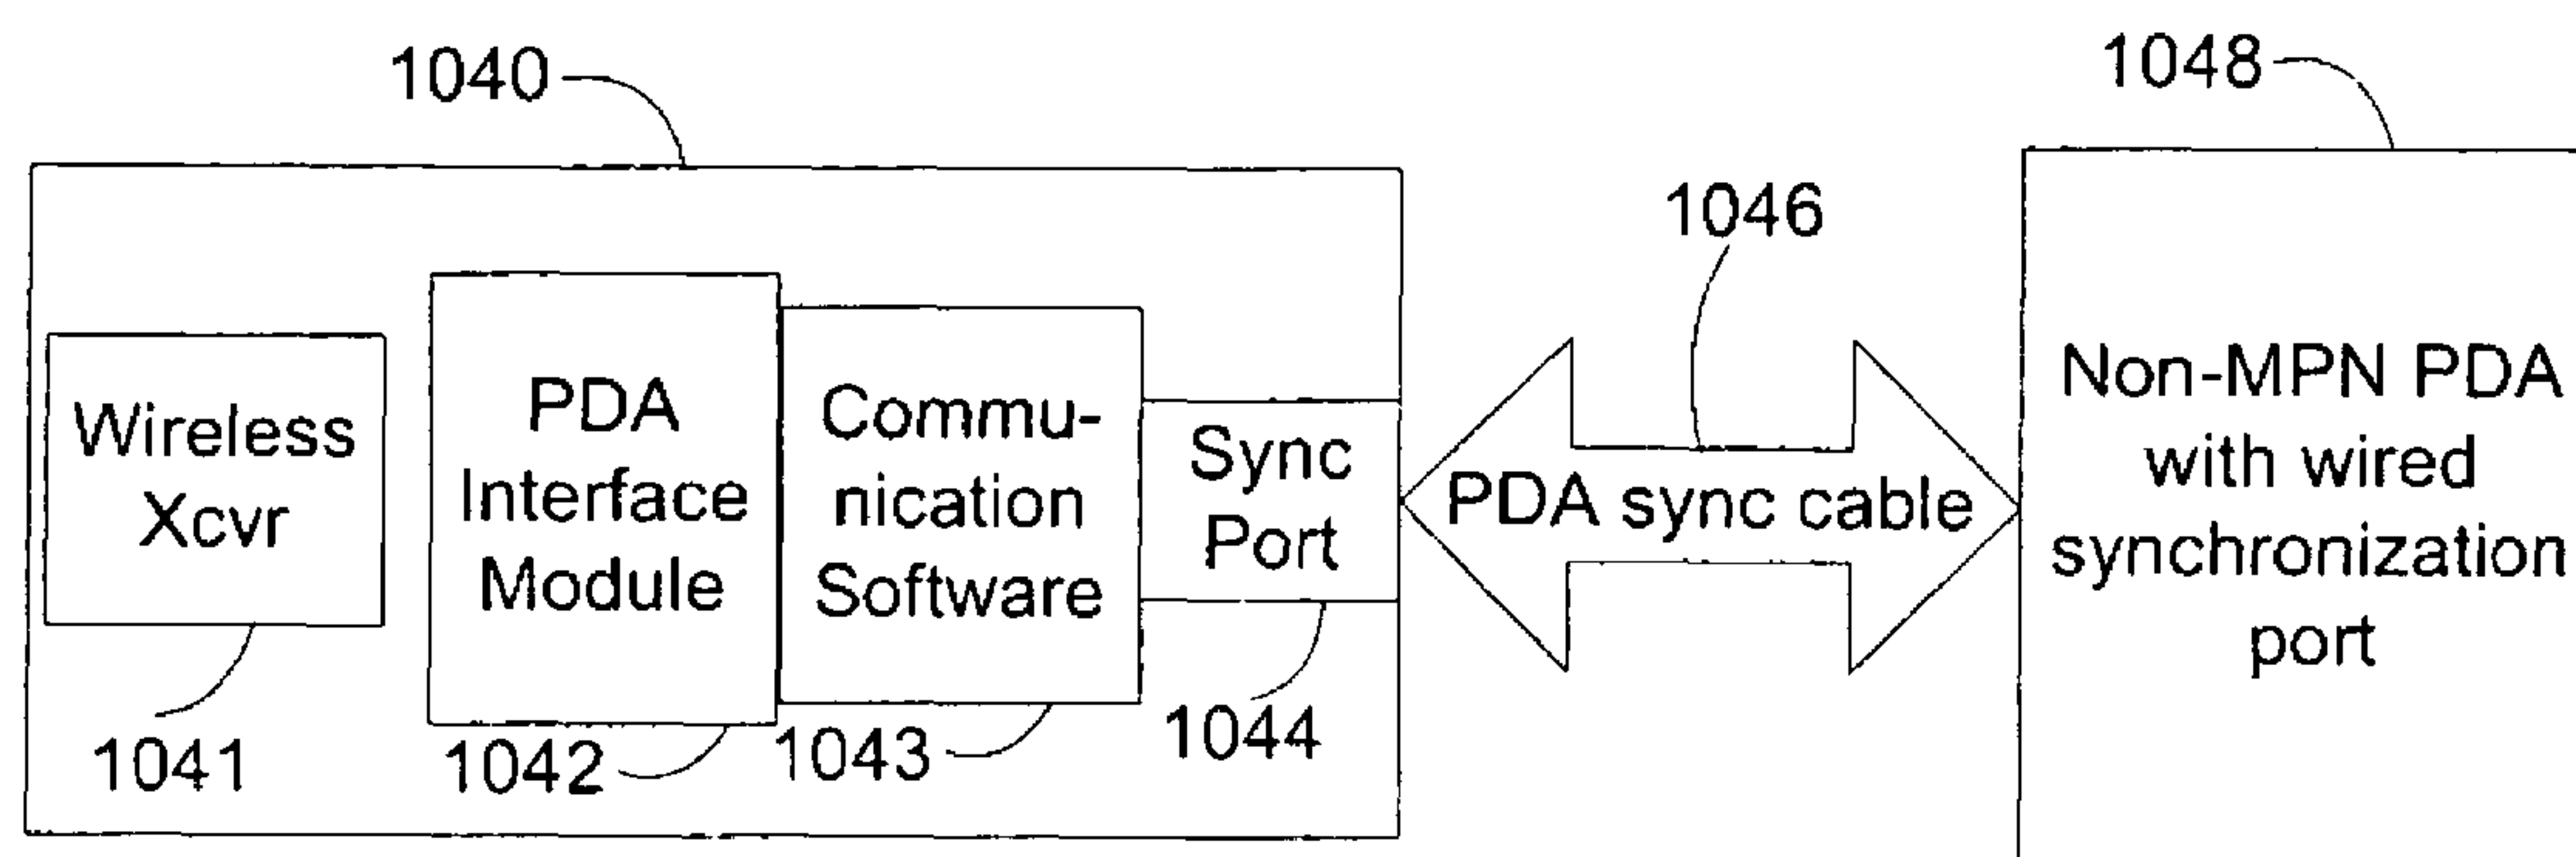 1040
1048
1046
Wireless
Xcvr
PDA
Interface
Module
Commu-
nication
Software
Sync
Port
PDA sync cable
Non-MPN PDA
with wired
synchronization
port
1041
1042
1043
1044